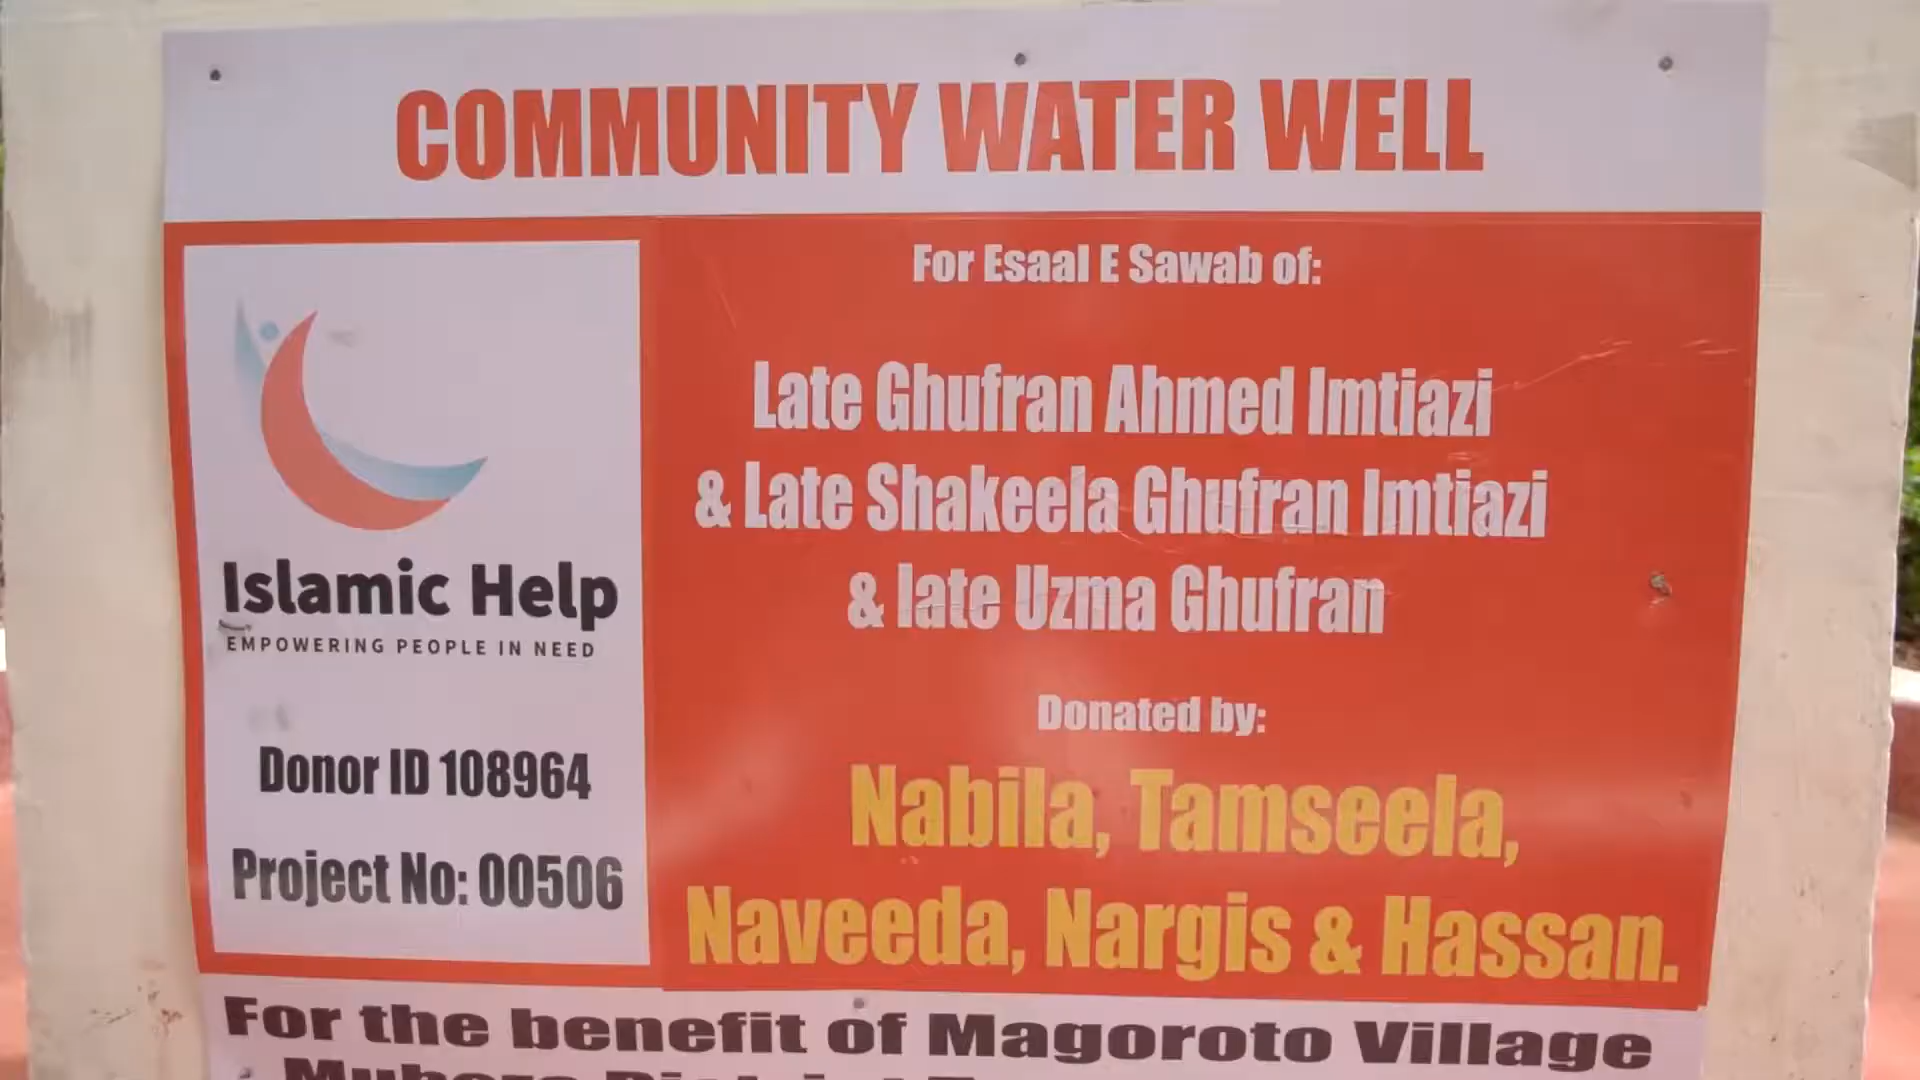 COMMUNITY WATER WELL
Islamic Help
EMPOWERING PEOPLE IN NEED
Donor ID 108964
Project No: 00506
For Esaal E Sawab of:
Late Ghufran Ahmed Imtiazi
& Late Shakeela Ghufran Imtiazi
& late Uzma Ghufran
Donated by:
Nabila, Tamseela,
Naveeda, Nargis & Hassan.
For the benefit of Magoroto Village
District